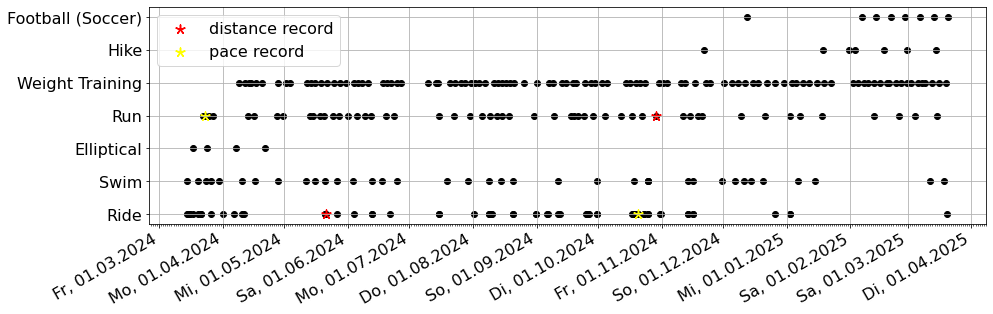 Football (Soccer)
Hike
Weight Training
Run
Elliptical
Swim
Ride
distance record
pace record
Fr, 01.03.2024
Mo, 01.04.2024
Mi, 01.05.2024
Sa, 01.06.2024
Mo, 01.07.2024
Do, 01.08.2024
So, 01.09.2024
Di, 01.10.2024
Fr, 01.11.2024
So, 01.12.2024
Mi, 01.01.2025
Sa, 01.02.2025
Sa, 01.03.2025
Di, 01.04.2025